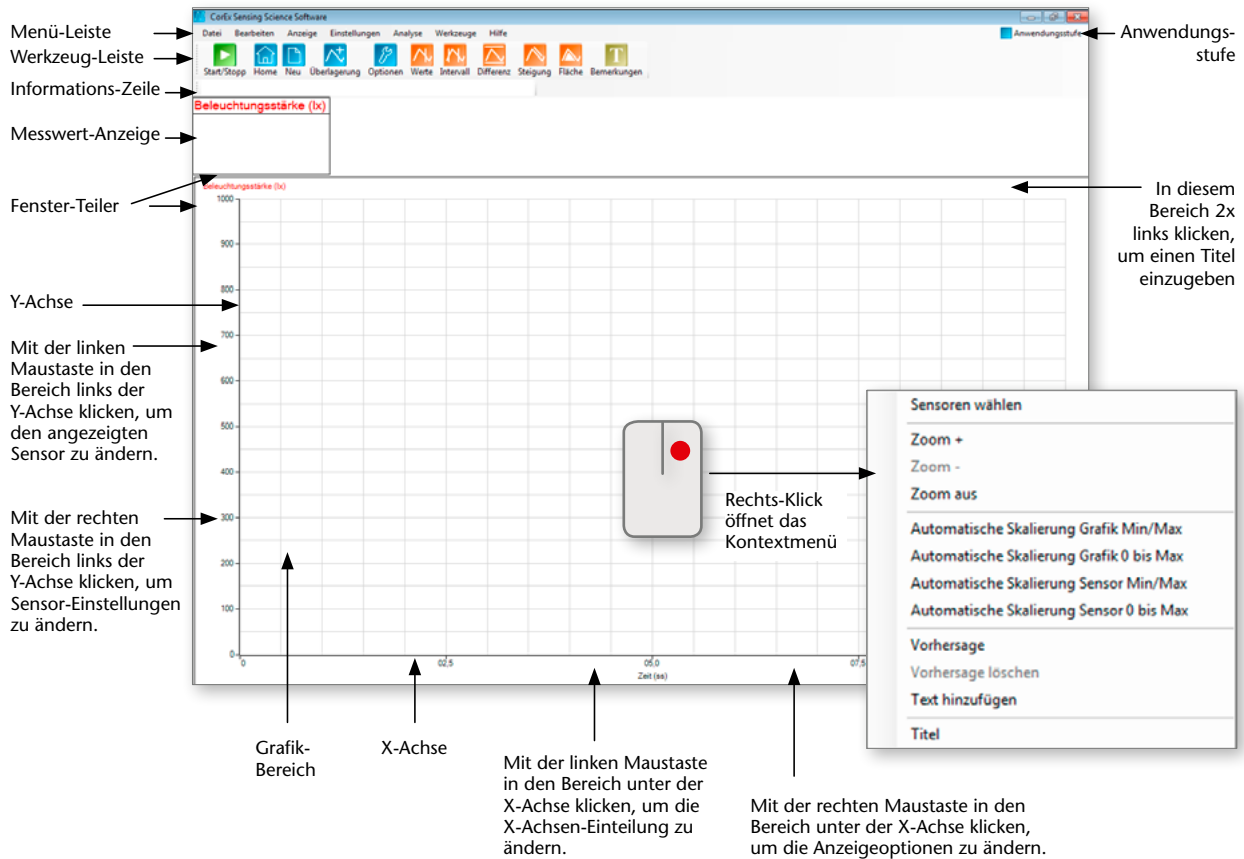 CorEx Sensing Science Software
Menü-Leiste
Datei Bearbeiten Anzeige Einstellungen Analyse Werkzeuge Hilfe
Anwendungsstufe
Anwendungs-
stufe
Werkzeug-Leiste
Start/Stopp Home Neu Überlagerung Optionen Werte Intervall Differenz Steigung Fläche Bemerkungen
T
Informations-Zeile
Messwert-Anzeige
Beleuchtungsstärke (lx)
Fenster-Teiler
Beleuchtungsstärke (lx)
In diesem
Bereich 2x
links klicken,
um einen Titel
einzugeben
1000
900
800
700
600
500
400
300
200
100
0
Y-Achse
Mit der linken
Maustaste in den
Bereich links der
Y-Achse klicken, um
den angezeigten
Sensor zu ändern.
Mit der rechten
Maustaste in den
Bereich links der
Y-Achse klicken, um
Sensor-Einstellungen
zu ändern.
Rechts-Klick
öffnet das
Kontextmenü
Sensoren wählen
Zoom +
Zoom -
Zoom aus
Automatische Skalierung Grafik Min/Max
Automatische Skalierung Grafik 0 bis Max
Automatische Skalierung Sensor Min/Max
Automatische Skalierung Sensor 0 bis Max
Vorhersage
Vorhersage löschen
Text hinzufügen
Titel
0 02,5 05,0 07,5
Zeit (ss)
Grafik-
Bereich
X-Achse
Mit der linken Maustaste
in den Bereich unter der
X-Achse klicken, um die
X-Achsen-Einteilung zu
ändern.
Mit der rechten Maustaste in den
Bereich unter der X-Achse klicken,
um die Anzeigeoptionen zu ändern.